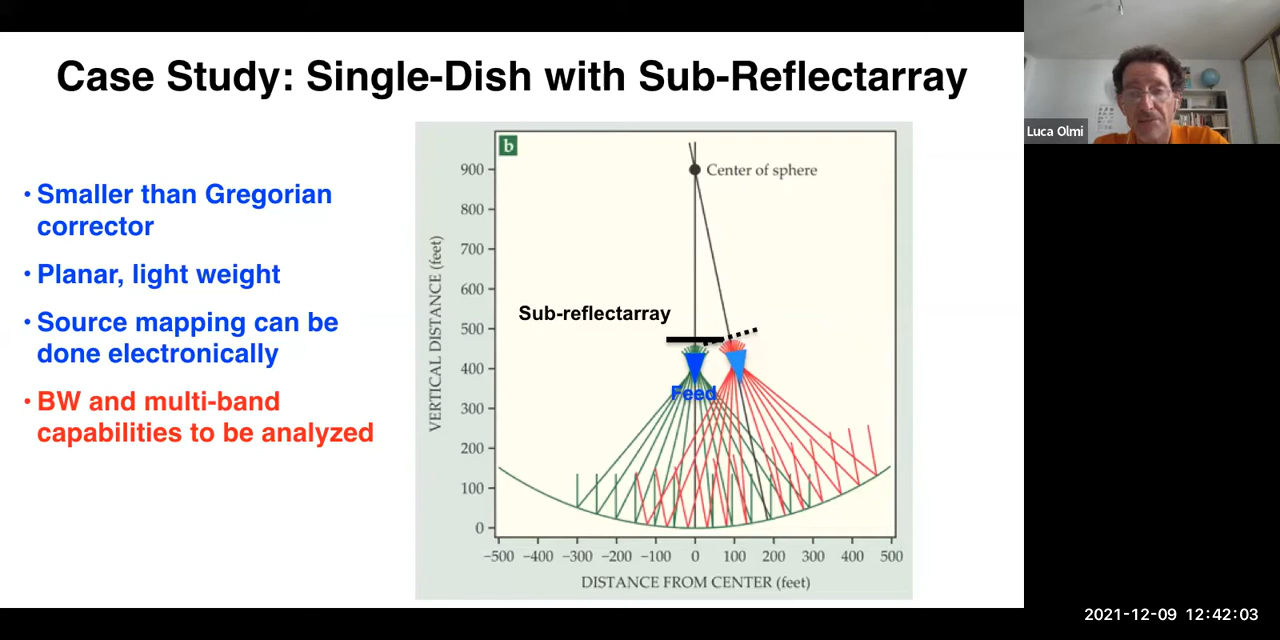 Case Study: Single-Dish with Sub-Reflectarray
Luca Olmi
• Smaller than Gregorian
corrector
• Planar, light weight
• Source mapping can be
done electronically
• BW and multi-band
capabilities to be analyzed
b
Center of sphere
900
800
700
600
500
400
300
200
100
0
VERTICAL DISTANCE (feet)
Sub-reflectarray
Feed
−500 −400 −300 −200 −100 0 100 200 300 400 500
DISTANCE FROM CENTER (feet)
2021-12-09 12:42:03